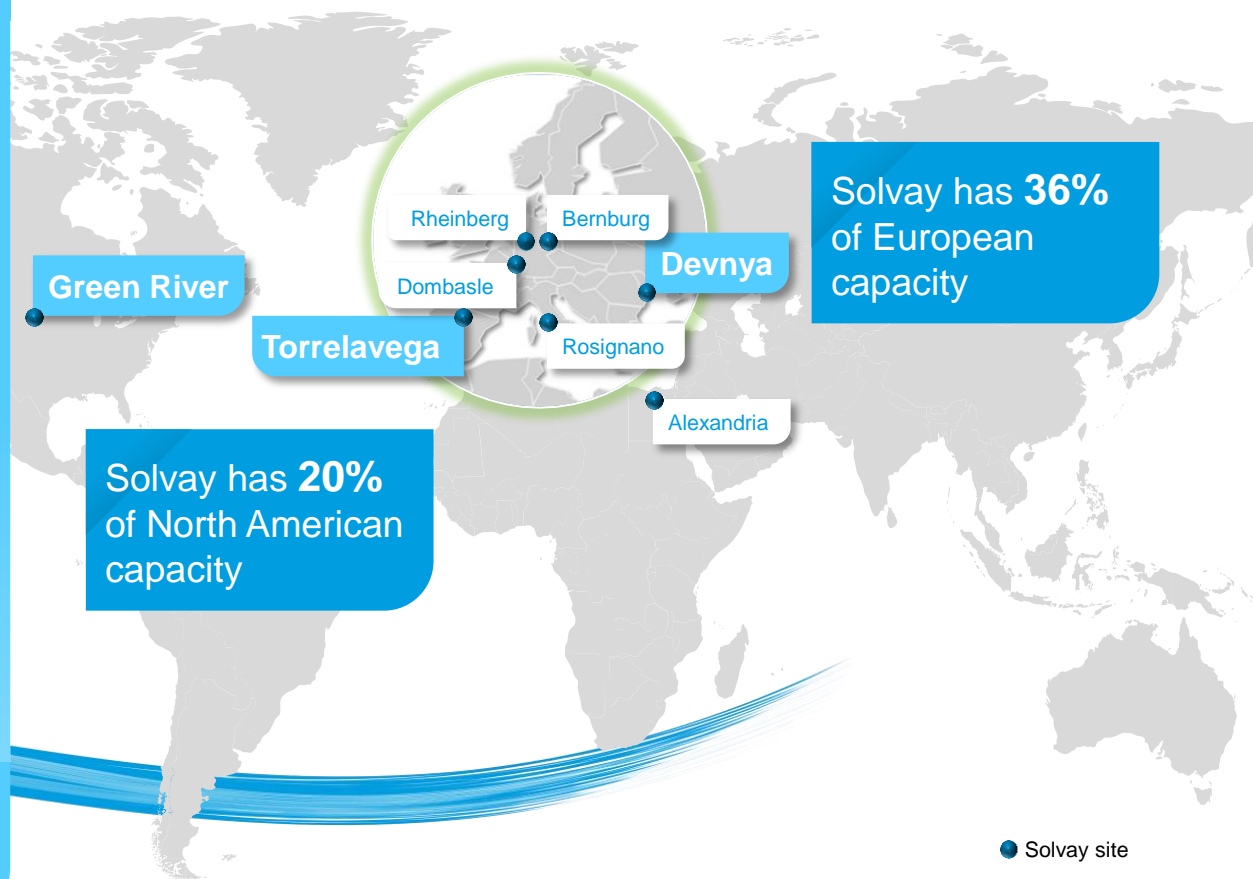 Rheinberg
Bernburg
Devnya
Green River
Dombasle
Torrelavega
Rosignano
Alexandria
Solvay has 36%
of European
capacity
Solvay has 20%
of North American
capacity
Solvay site